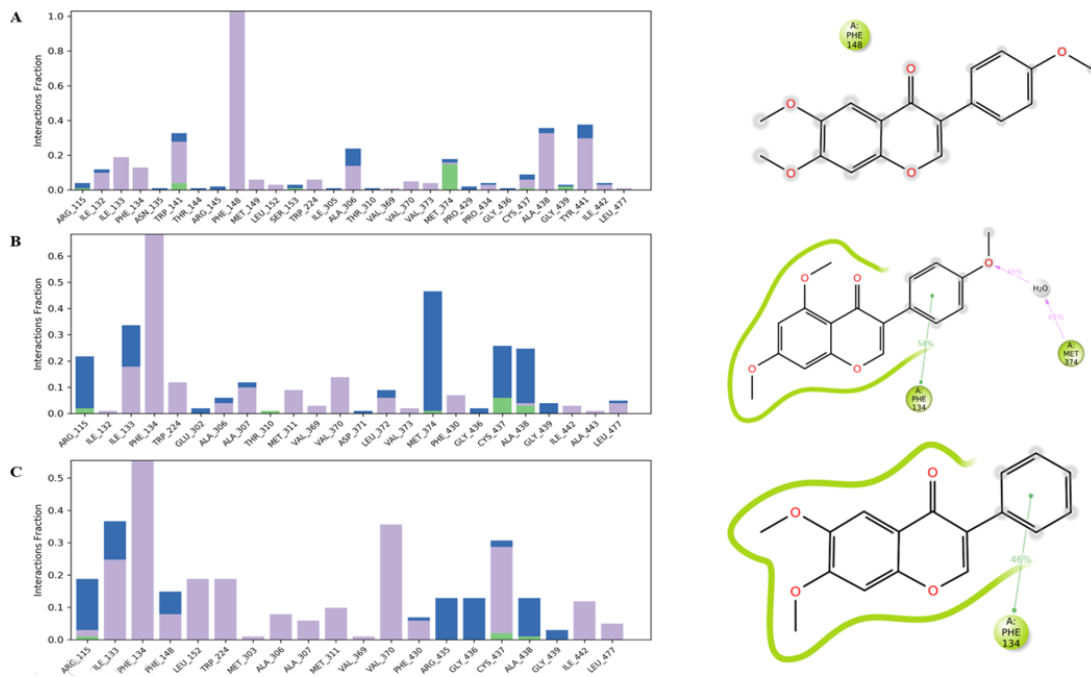 A
Interactions Fraction
1.0
0.8
0.6
0.4
0.2
0.0
ARG_115 ILE_132 ILE_133 PHE_134 ASN_135 TRP_141 THR_144 ARG_145 PHE_148 MET_149 LEU_152 SER_153 TRP_224 ILE_305 ALA_306 THR_310 VAL_369 VAL_370 VAL_373 MET_374 PRO_429 PRO_434 GLY_436 CYS_437 ALA_438 GLY_439 TYR_441 ILE_442 LEU_477
A:
PHE
148
O
O
O
O
O
B
Interactions Fraction
0.6
0.5
0.4
0.3
0.2
0.1
0.0
ARG_115 ILE_132 ILE_133 PHE_134 TRP_224 GLU_302 ALA_306 ALA_307 THR_310 MET_311 VAL_369 VAL_370 ASP_371 LEU_372 VAL_373 MET_374 PHE_430 GLY_436 CYS_437 ALA_438 GLY_439 ILE_442 ALA_443 LEU_477
O
O
O
O
O
45%
H₂O
45%
A:
MET
374
58%
A:
PHE
134
C
Interactions Fraction
0.5
0.4
0.3
0.2
0.1
0.0
ARG_115 ILE_133 PHE_134 PHE_148 LEU_152 TRP_224 MET_303 ALA_306 ALA_307 MET_311 VAL_369 VAL_370 PHE_430 ARG_435 GLY_436 CYS_437 ALA_438 GLY_439 ILE_442 LEU_477
O
O
O
O
46%
A:
PHE
134